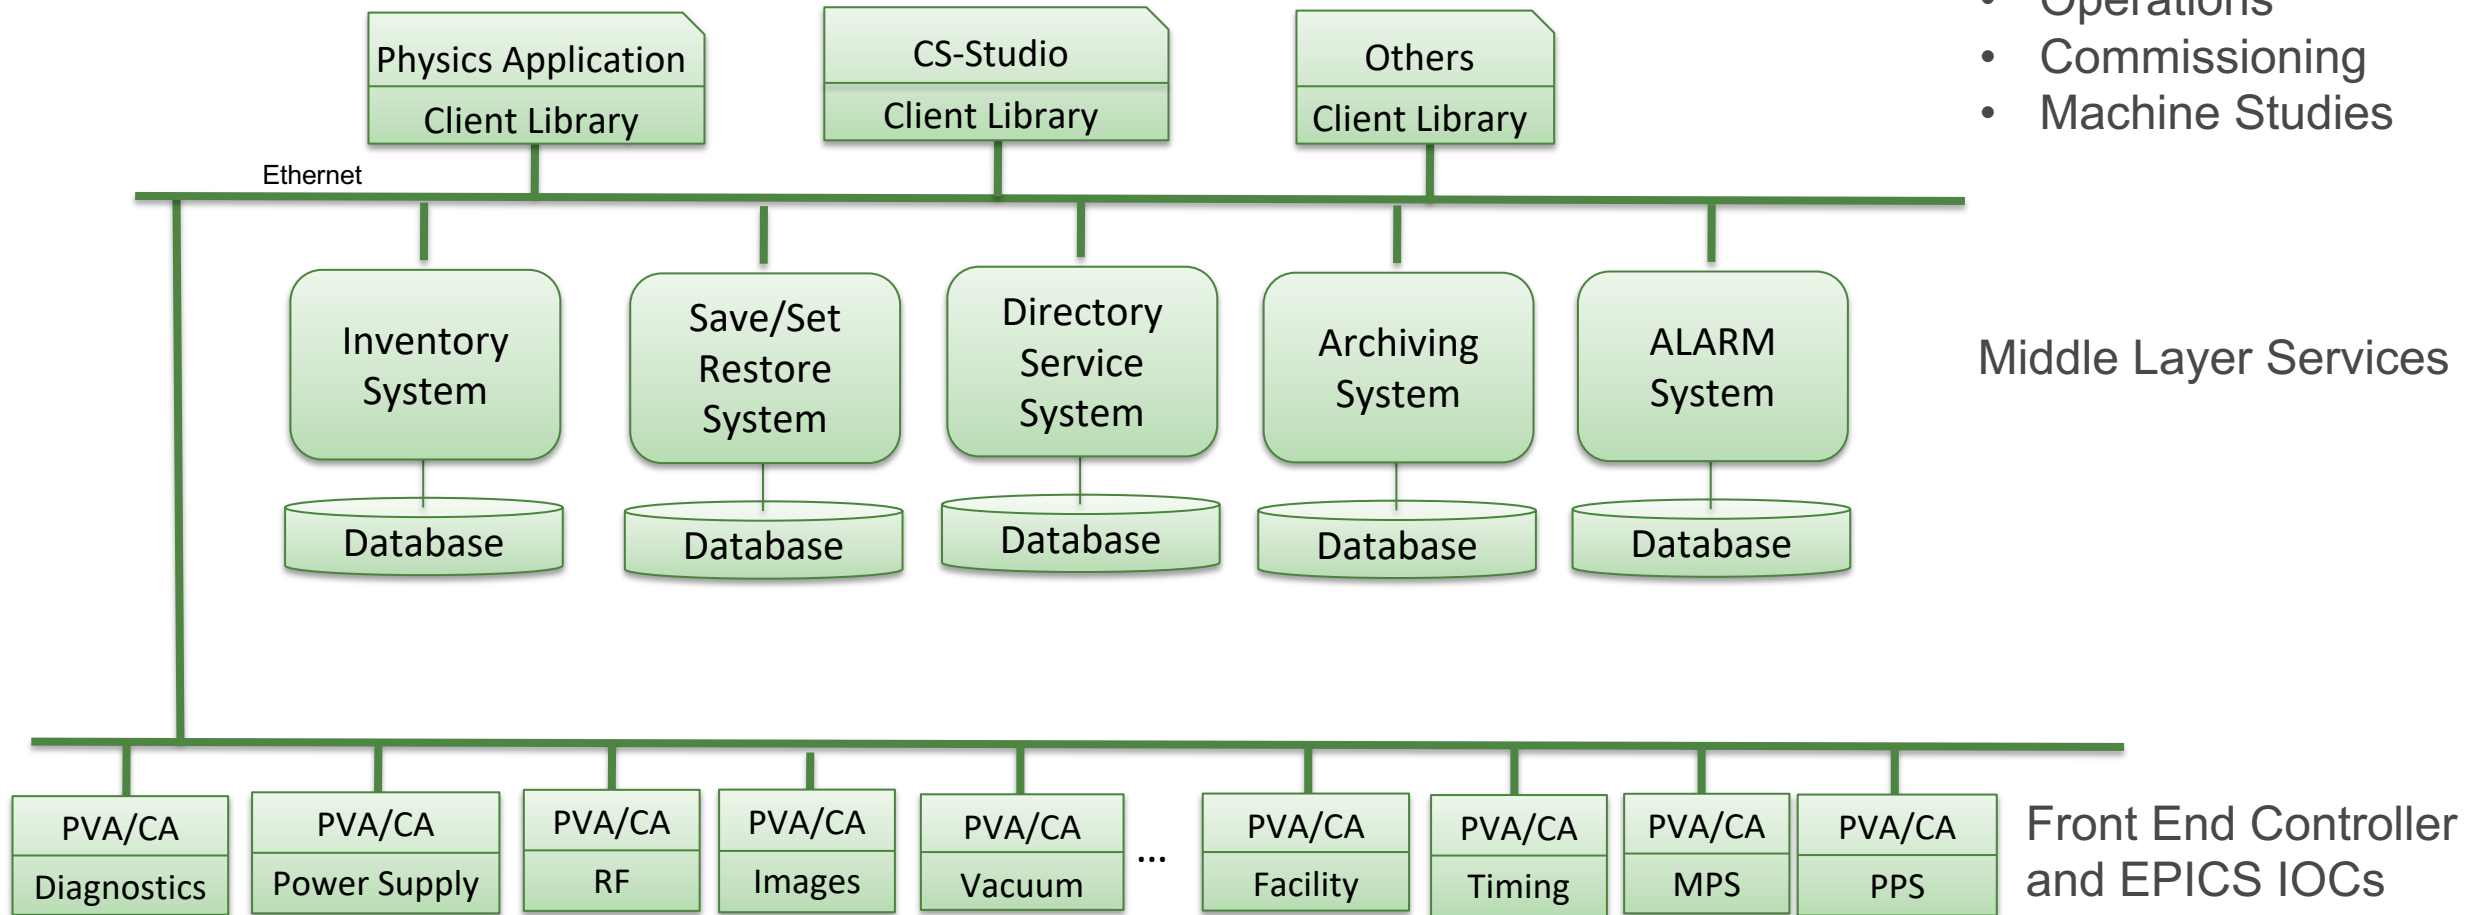 • Operations
• Commissioning
• Machine Studies
Physics Application
Client Library
CS-Studio
Client Library
Others
Client Library
Ethernet
Inventory
System
Save/Set
Restore
System
Directory
Service
System
Archiving
System
ALARM
System
Middle Layer Services
Database
Database
Database
Database
Database
PVA/CA
Diagnostics
PVA/CA
Power Supply
PVA/CA
RF
PVA/CA
Images
PVA/CA
Vacuum
...
PVA/CA
Facility
PVA/CA
Timing
PVA/CA
MPS
PVA/CA
PPS
Front End Controller
and EPICS IOCs